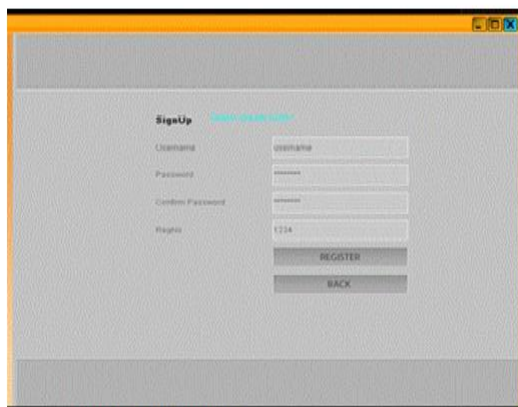 SignUp
Username username
Password
Confirm Password
Rights 1234
REGISTER
BACK